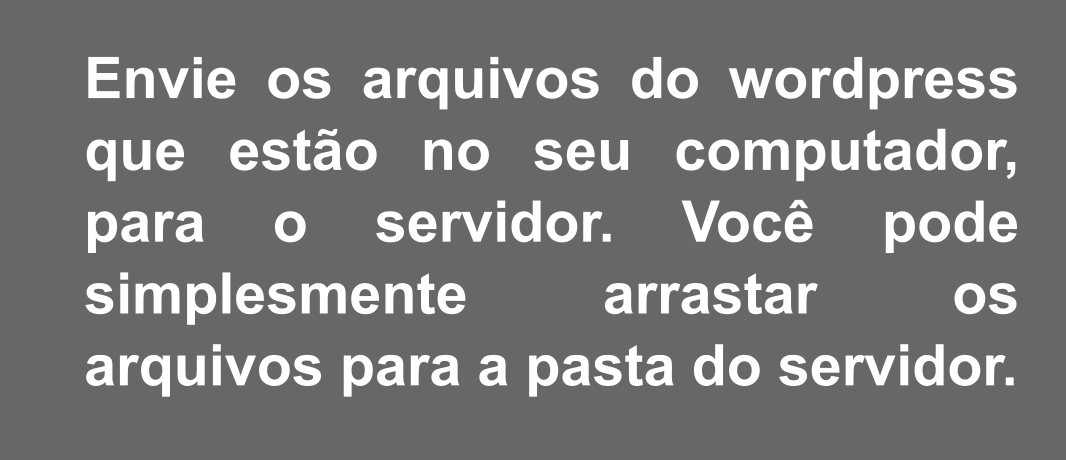 Envie os arquivos do wordpress
que estão no seu computador,
para o servidor. Você pode
simplesmente arrastar os
arquivos para a pasta do servidor.